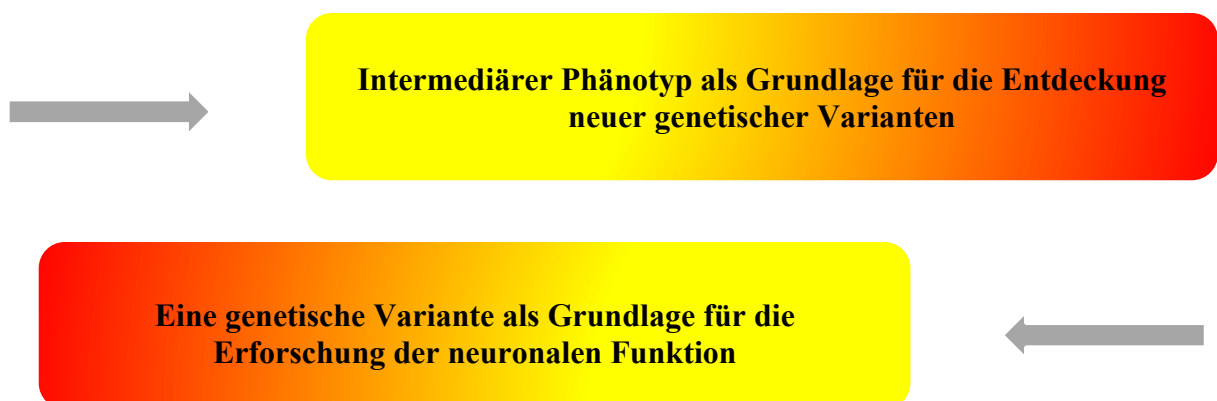 Intermediärer Phänotyp als Grundlage für die Entdeckung
neuer genetischer Varianten
Eine genetische Variante als Grundlage für die
Erforschung der neuronalen Funktion